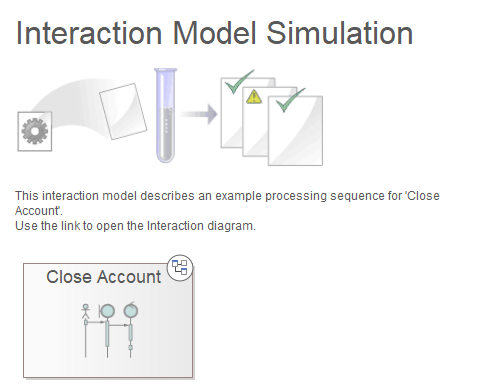 Interaction Model Simulation
This interaction model describes an example processing sequence for 'Close
Account'.
Use the link to open the Interaction diagram.
Close Account